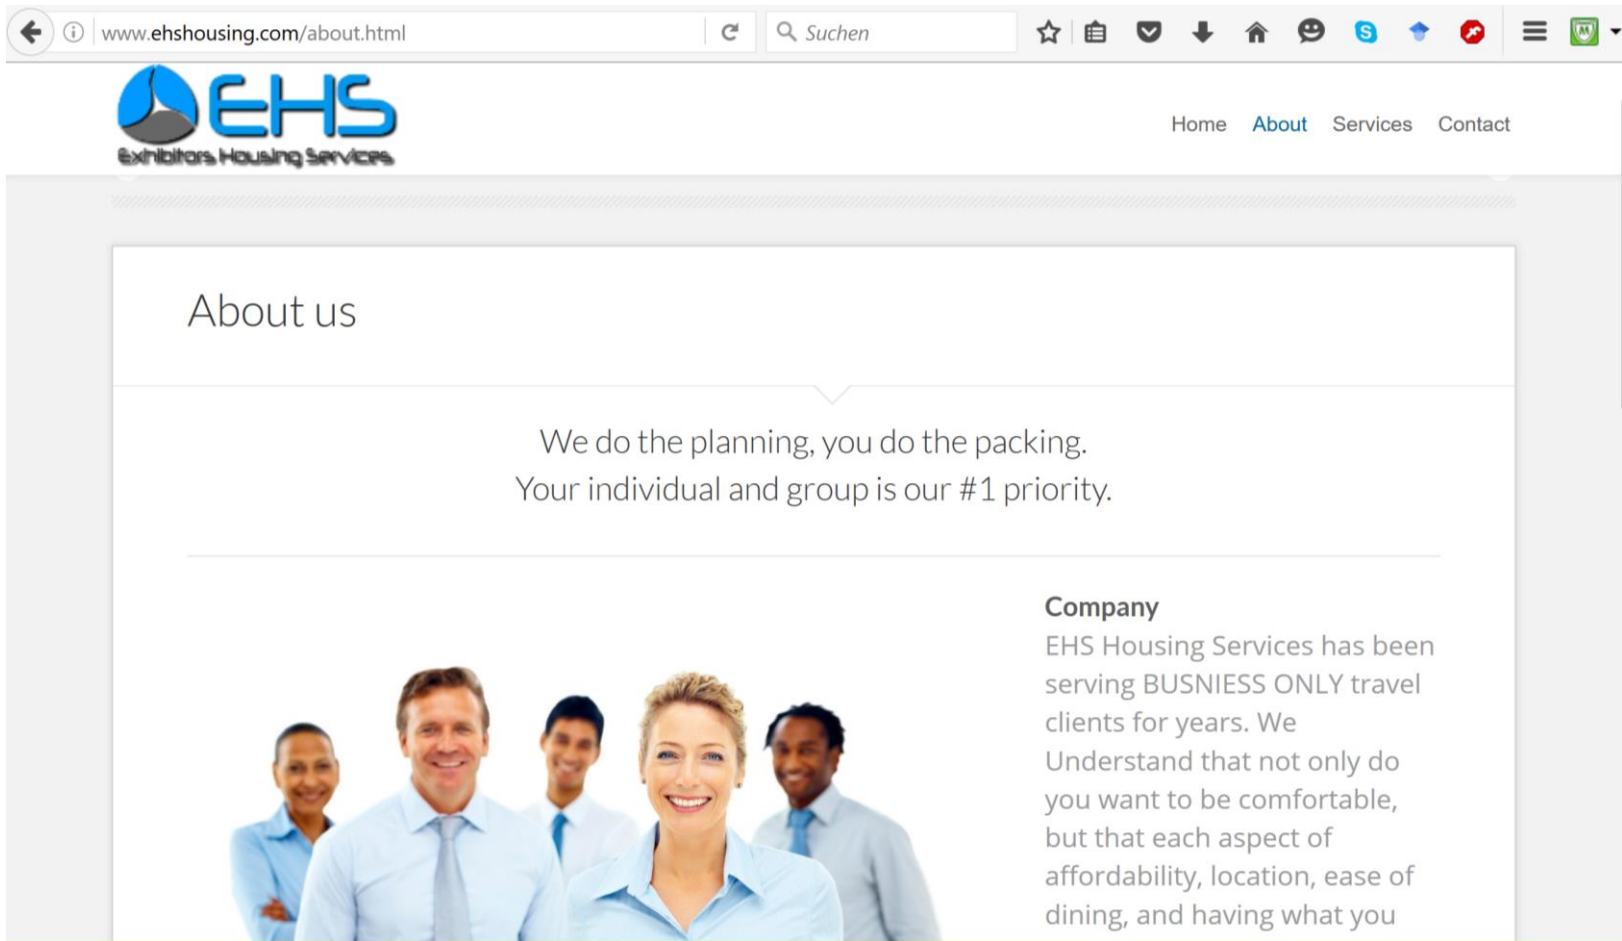 www.ehshousing.com/about.html
Suchen
EHS
Exhibitors Housing Services
Home About Services Contact
About us
We do the planning, you do the packing.
Your individual and group is our #1 priority.
Company
EHS Housing Services has been
serving BUSNIESS ONLY travel
clients for years. We
Understand that not only do
you want to be comfortable,
but that each aspect of
affordability, location, ease of
dining, and having what you